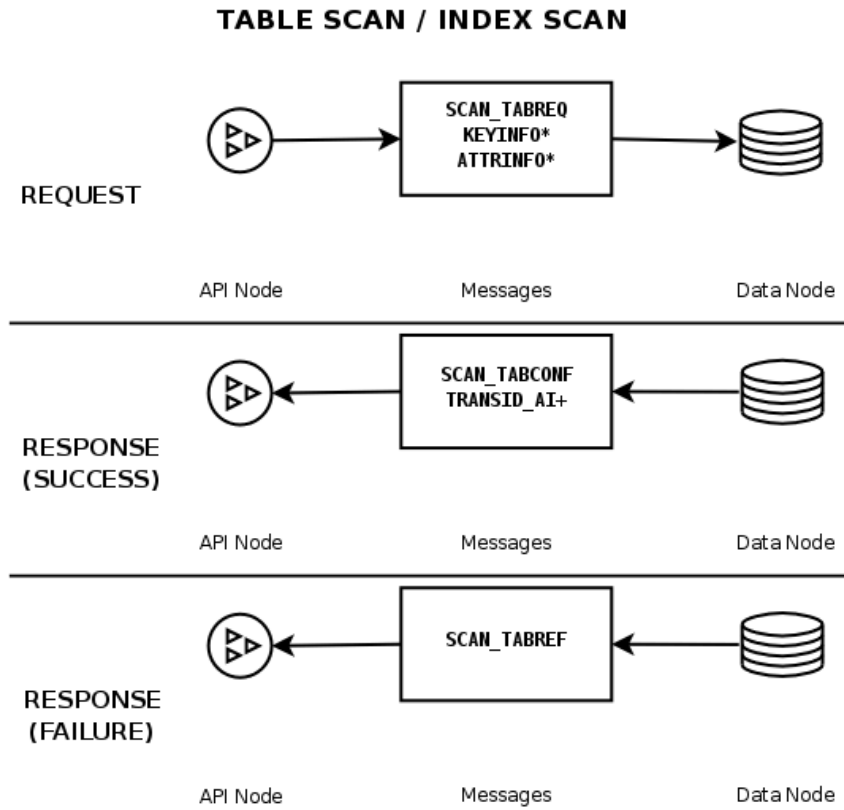 TABLE SCAN / INDEX SCAN
SCAN_TABREQ
KEYINFO*
ATTRINFO*
REQUEST
API Node
Messages
Data Node
SCAN_TABCONF
TRANSID_AI+
RESPONSE
(SUCCESS)
API Node
Messages
Data Node
SCAN_TABREF
RESPONSE
(FAILURE)
API Node
Messages
Data Node